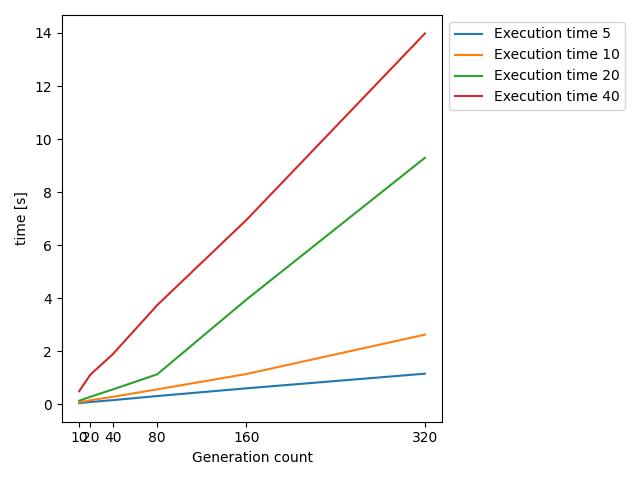 Execution time 5
Execution time 10
Execution time 20
Execution time 40
14
12
10
8
6
4
2
0
time [s]
10 20 40 80 160 320
Generation count